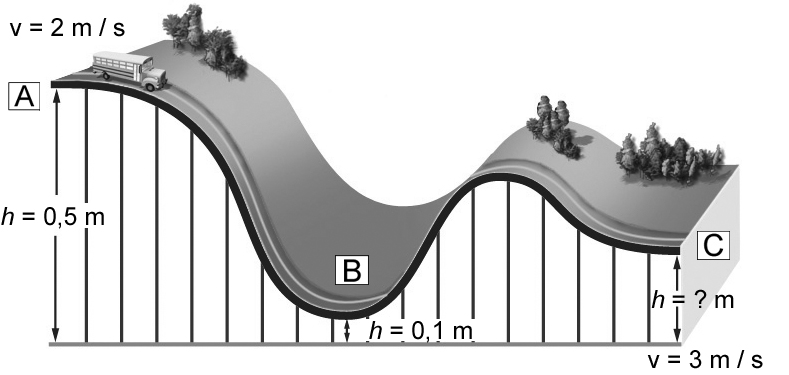 v = 2 m / s
A
h = 0,5 m
B
C
h = ? m
h = 0,1 m
v = 3 m / s